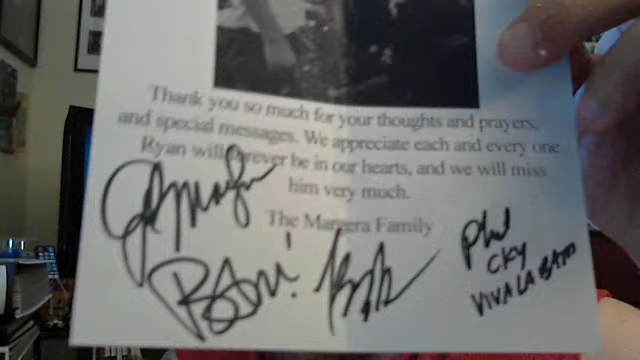 Thank you so much for your thoughts and prayers,
and special messages. We appreciate each and every one
Ryan will forever be in our hearts, and we will miss
him very much.
The Margera Family
Phil
CKY
VIVA LA BAM